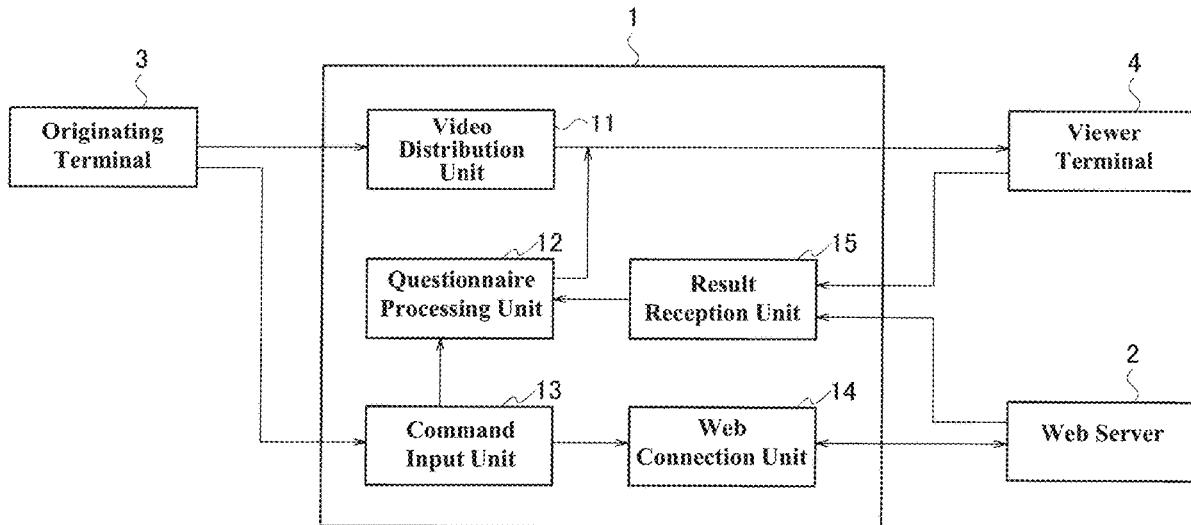 1
3
4
Originating
Terminal
Video
Distribution
Unit
11
Viewer
Terminal
12
15
Questionnaire
Processing Unit
Result
Reception Unit
13
14
2
Command
Input Unit
Web
Connection Unit
Web Server